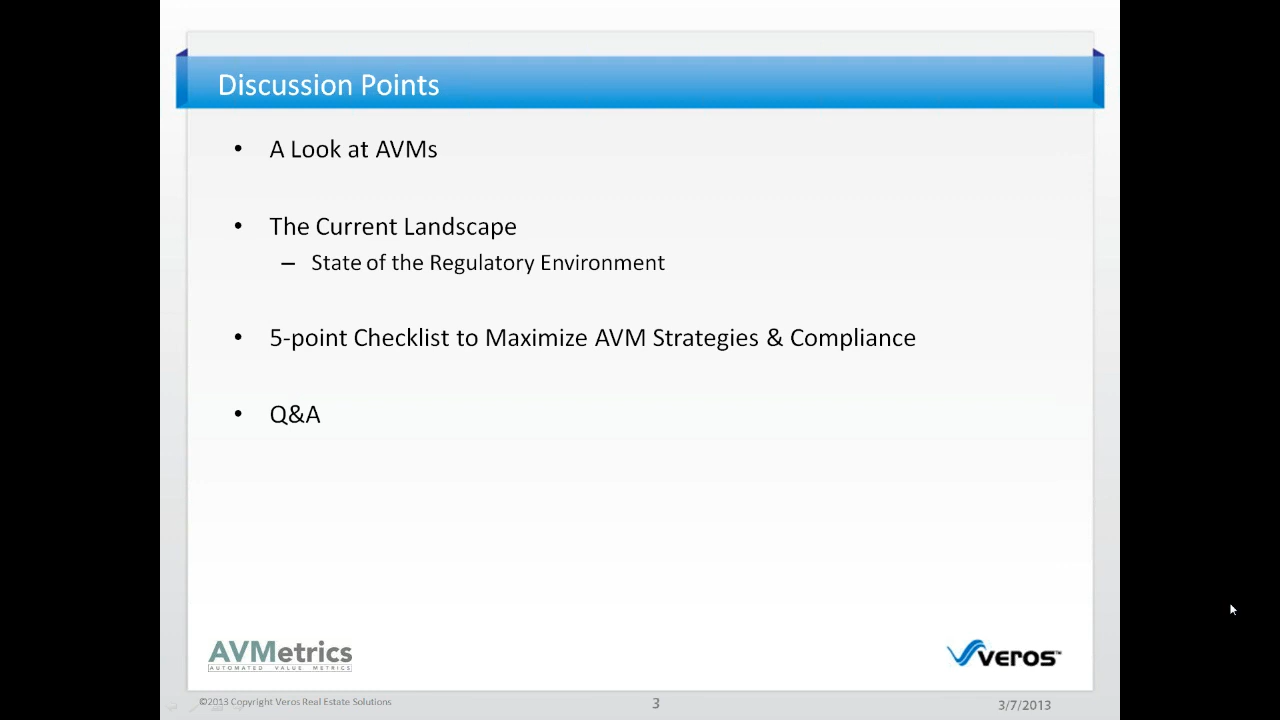 Discussion Points
• A Look at AVMs
• The Current Landscape
– State of the Regulatory Environment
• 5-point Checklist to Maximize AVM Strategies & Compliance
• Q&A
AVMetrics
AUTOMATED VALUE METRICS
VEROS™
©2013 Copyright Veros Real Estate Solutions
3
3/7/2013